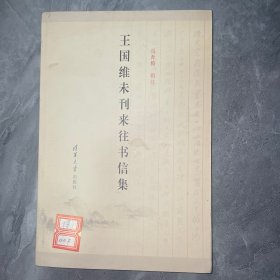 王国维未刊来往书信集
马奔腾 辑注
清华大学出版社